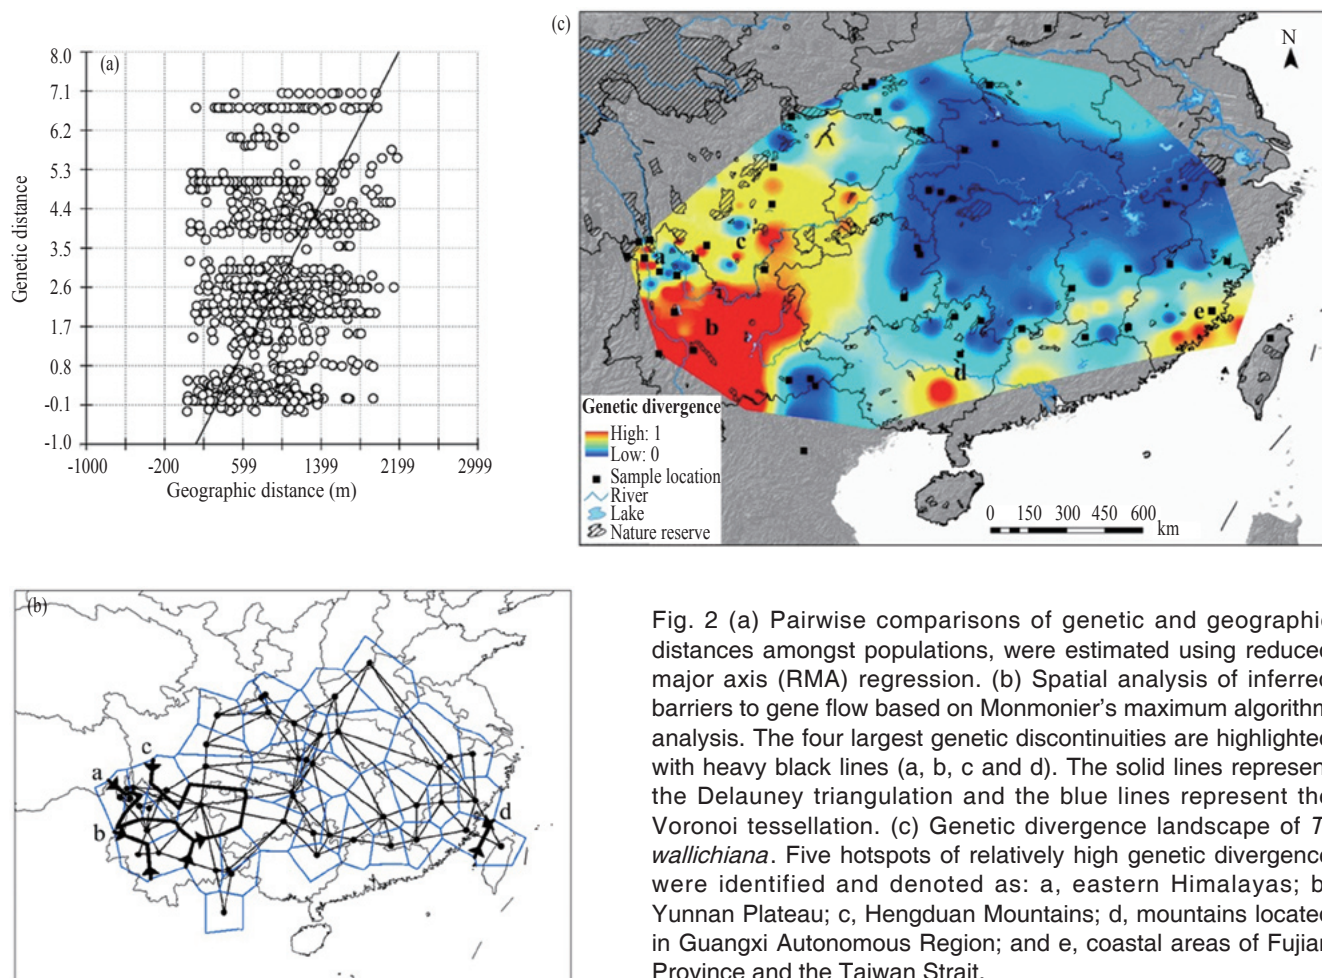 (a)
8.0
7.1
6.2
5.3
4.4
3.5
2.6
1.7
0.8
-0.1
-1.0
Genetic distance
-1000 -200 599 1399 2199 2999
Geographic distance (m)
(c)
N
a
c
b
d
e
Genetic divergence
High: 1
Low: 0
Sample location
River
Lake
Nature reserve
0 150 300 450 600
km
(b)
a
c
b
d
Fig. 2 (a) Pairwise comparisons of genetic and geographic
distances amongst populations, were estimated using reduced
major axis (RMA) regression. (b) Spatial analysis of inferred
barriers to gene flow based on Monmonier's maximum algorithm
analysis. The four largest genetic discontinuities are highlighted
with heavy black lines (a, b, c and d). The solid lines represent
the Delauney triangulation and the blue lines represent the
Voronoi tessellation. (c) Genetic divergence landscape of T.
wallichiana. Five hotspots of relatively high genetic divergence
were identified and denoted as: a, eastern Himalayas; b,
Yunnan Plateau; c, Hengduan Mountains; d, mountains located
in Guangxi Autonomous Region; and e, coastal areas of Fujian
Province and the Taiwan Strait.